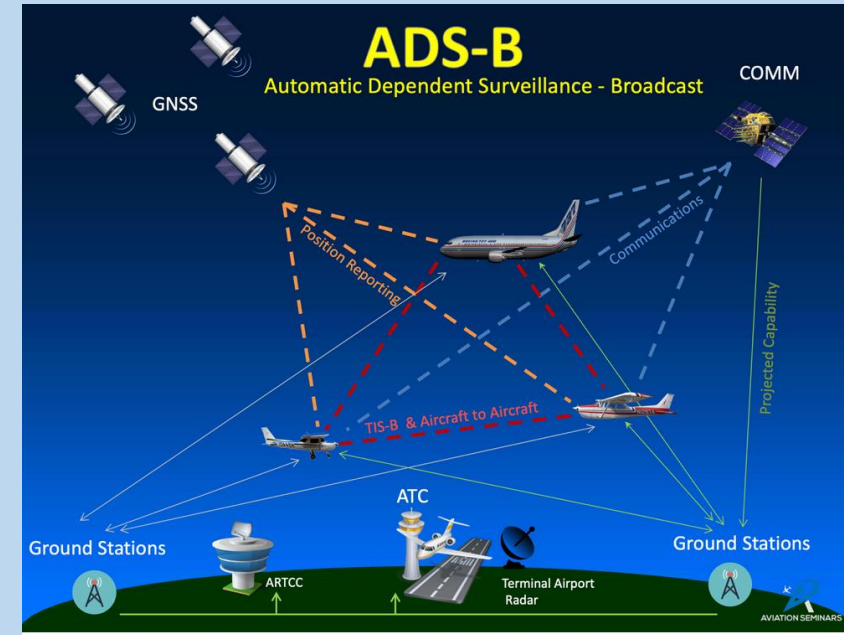 ADS-B
Automatic Dependent Surveillance - Broadcast
COMM
GNSS
Position Reporting
Communications
Projected Capability
TIS-B & Aircraft to Aircraft
ATC
Ground Stations
Ground Stations
ARTCC
Terminal Airport
Radar
AVIATION SEMINARS